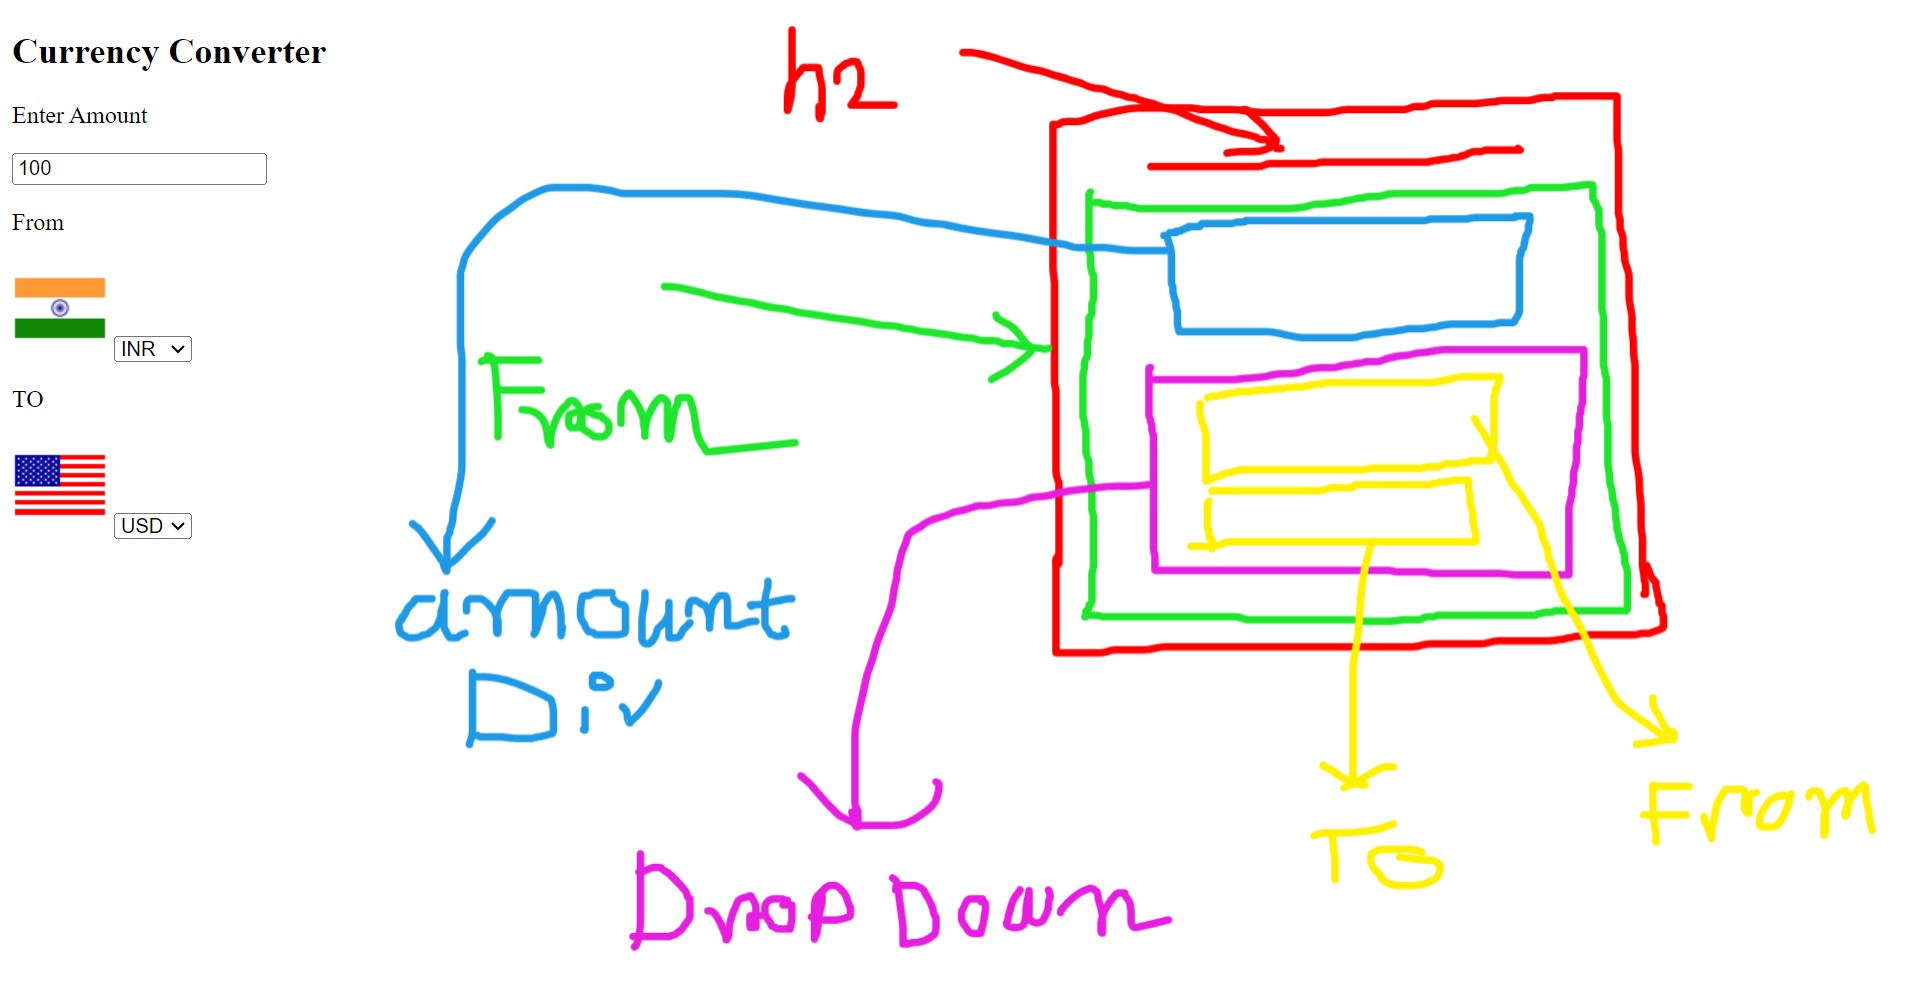 Currency Converter
Enter Amount
100
From
INR
TO
USD
h2
From
amount
Div
DropDown
To
From